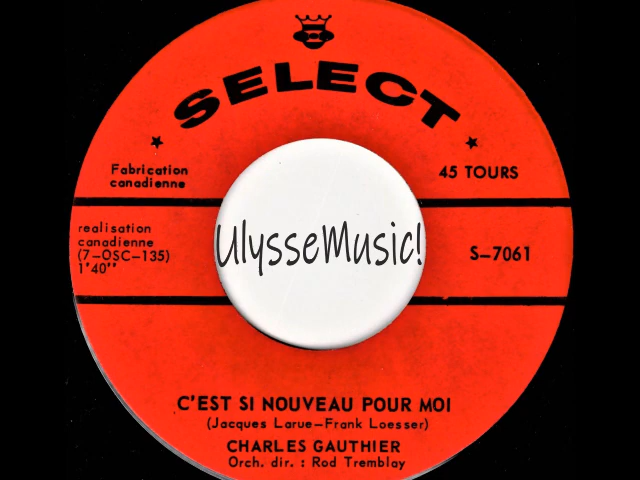 SELECT
Fabrication
canadienne
45 TOURS
realisation
canadienne
(7-OSC-135)
1'40"
UlysseMusic!
S-7061
C'EST SI NOUVEAU POUR MOI
(Jacques Larue-Frank Loesser)
CHARLES GAUTHIER
Orch. dir. : Rod Tremblay